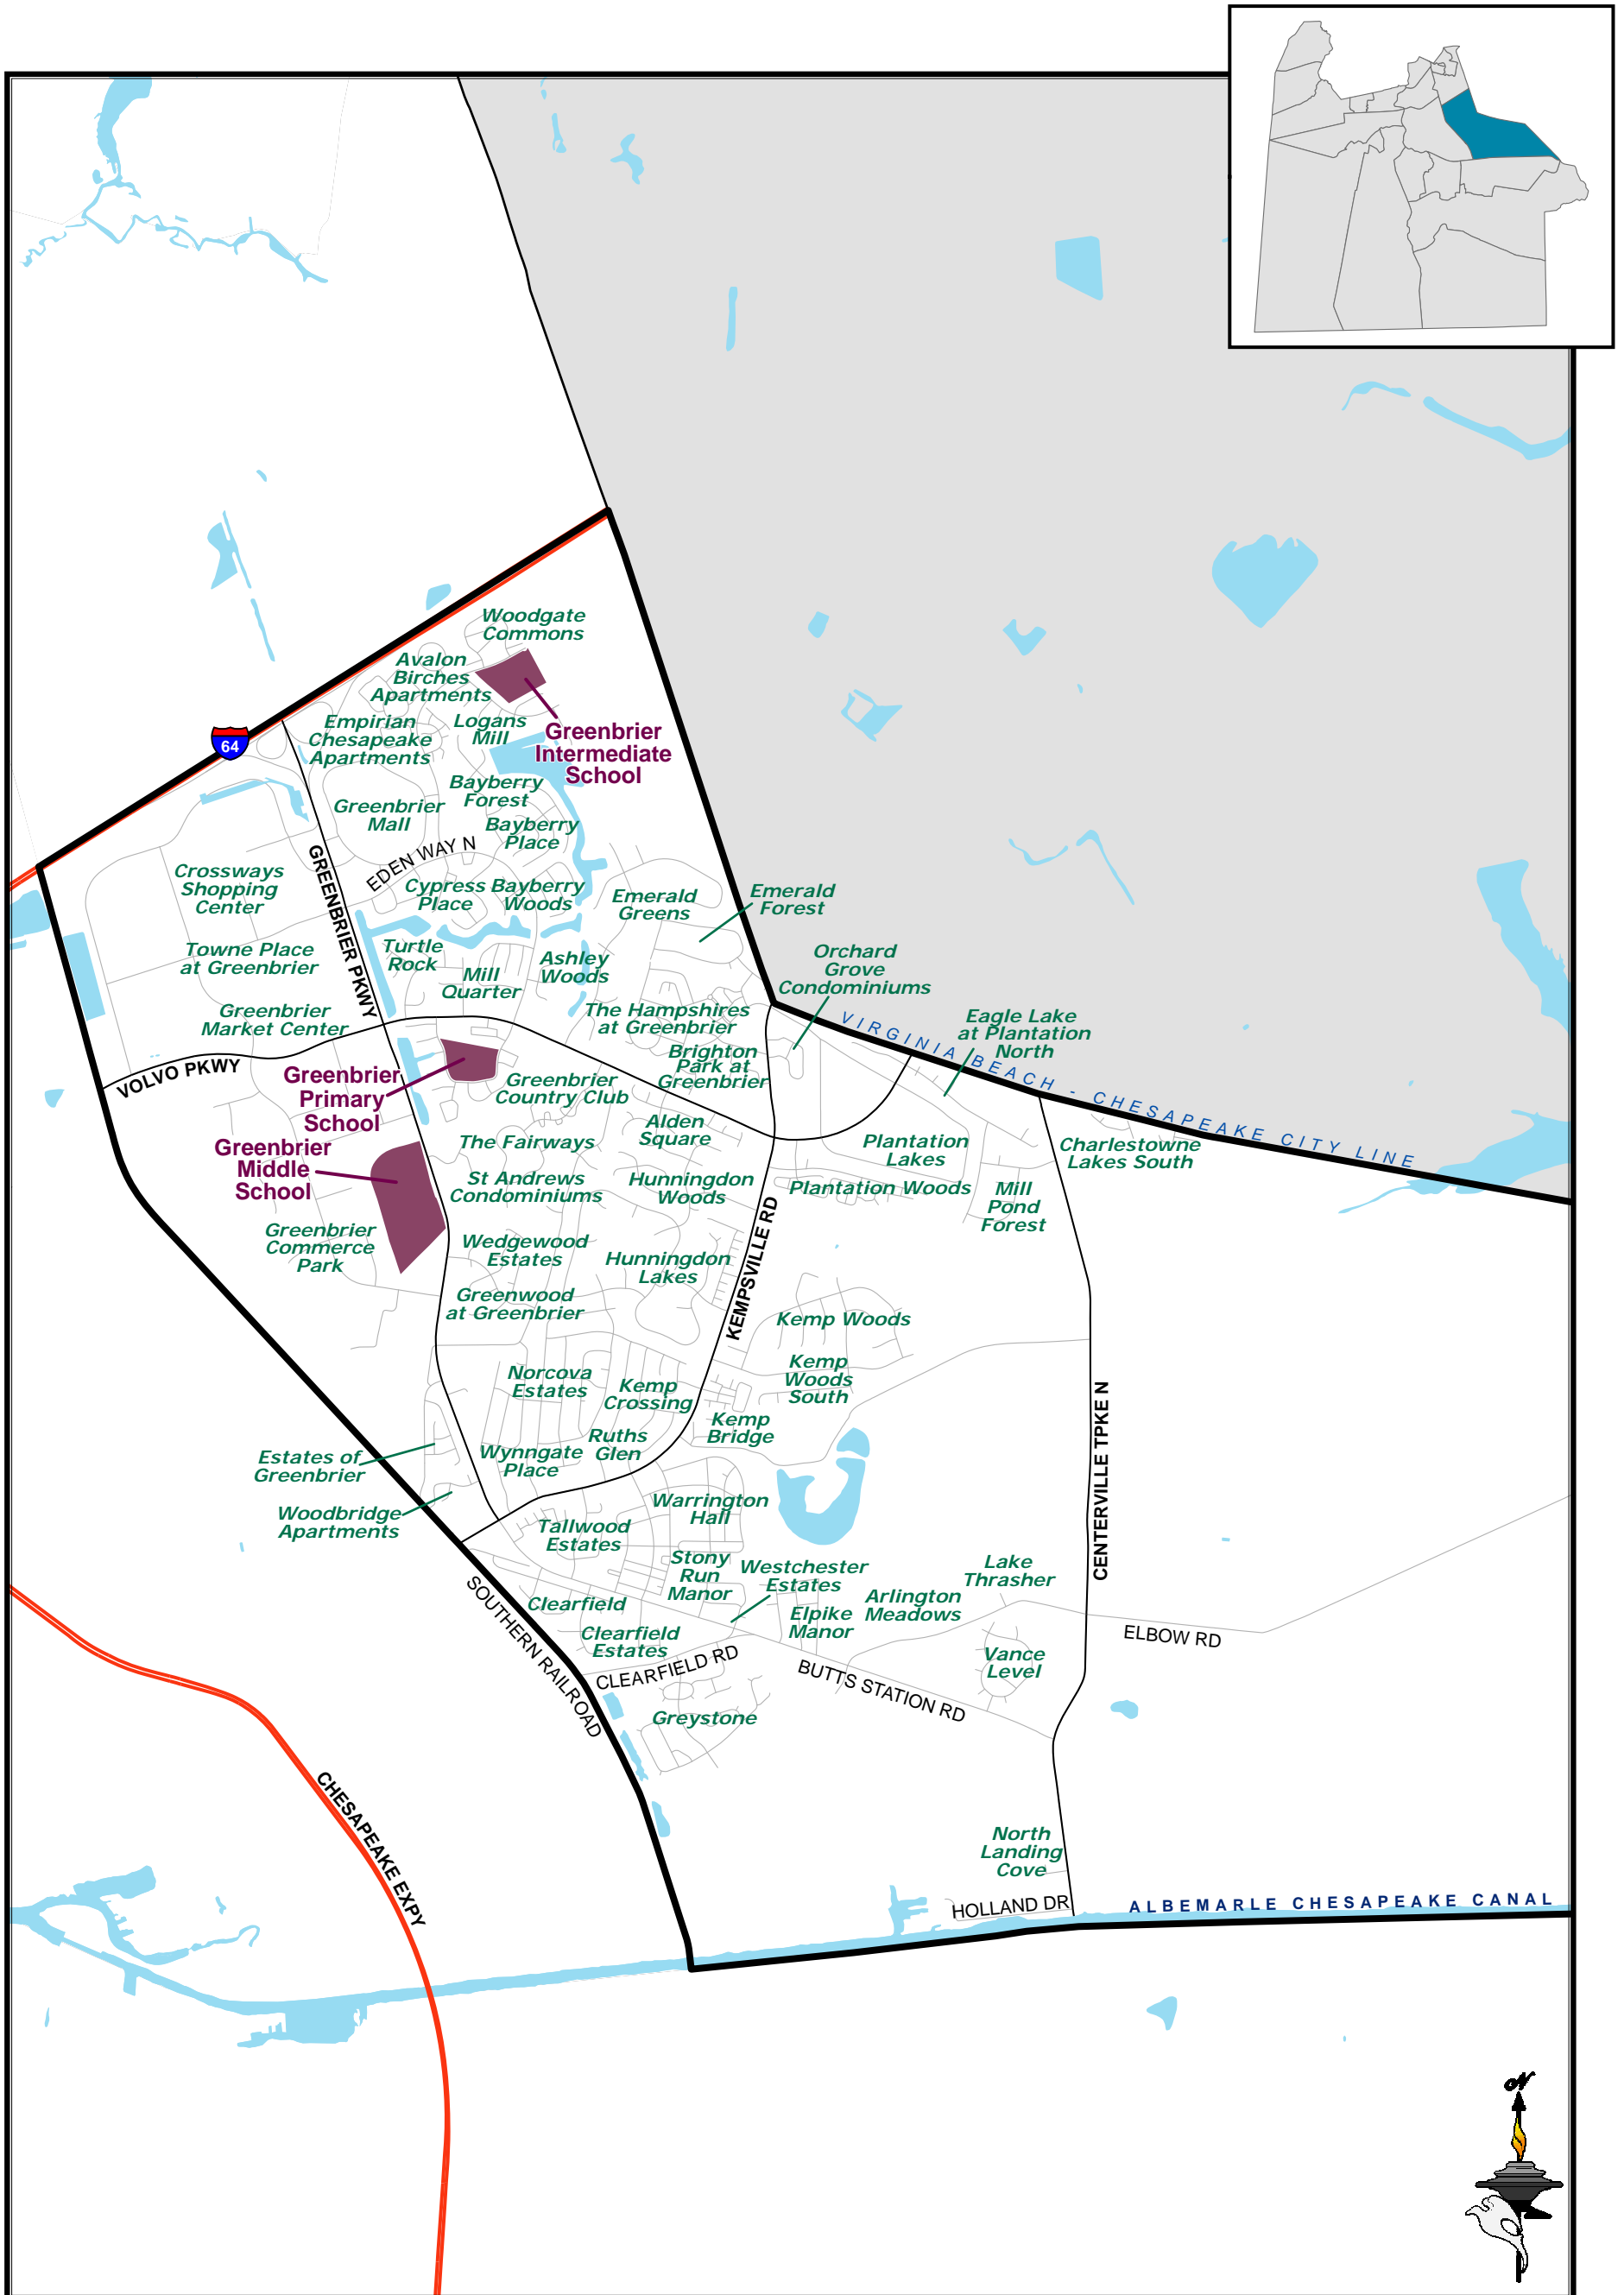 Woodgate
Commons
Avalon
Birches
Apartments
Empirian
Chesapeake
Apartments
Logans
Mill
Greenbrier
Intermediate
School
64
Bayberry
Forest
Greenbrier
Mall
Bayberry
Place
EDEN WAY N
GREENBRIER PKWY
Crossways
Shopping
Center
Cypress
Place
Bayberry
Woods
Emerald
Greens
Emerald
Forest
Towne Place
at Greenbrier
Turtle
Rock
Mill
Quarter
Ashley
Woods
Orchard
Grove
Condominiums
Greenbrier
Market Center
The Hampshires
at Greenbrier
Eagle Lake
at Plantation
North
VIRGINIA BEACH - CHESAPEAKE CITY LINE
Brighton
Park at
Greenbrier
VOLVO PKWY
Greenbrier
Primary
School
Greenbrier
Country Club
Alden
Square
Greenbrier
Middle
School
The Fairways
Plantation
Lakes
Charlestowne
Lakes South
St Andrews
Condominiums
Hunningdon
Woods
Plantation Woods
Mill
Pond
Forest
Greenbrier
Commerce
Park
Wedgewood
Estates
Hunningdon
Lakes
KEMPSVILLE RD
Greenwood
at Greenbrier
Kemp Woods
Kemp
Woods
South
Norcova
Estates
Kemp
Crossing
Kemp
Bridge
CENTERVILLE TPKE N
Estates of
Greenbrier
Wynngate
Place
Ruths
Glen
Woodbridge
Apartments
Warrington
Hall
Tallwood
Estates
Stony
Run
Manor
Westchester
Estates
Lake
Thrasher
Arlington
Meadows
Elpike
Manor
Clearfield
Clearfield
Estates
SOUTHERN RAILROAD
CLEARFIELD RD
ELBOW RD
Vance
Level
BUTTS STATION RD
Greystone
CHESAPEAKE EXPY
North
Landing
Cove
HOLLAND DR
ALBEMARLE CHESAPEAKE CANAL
N